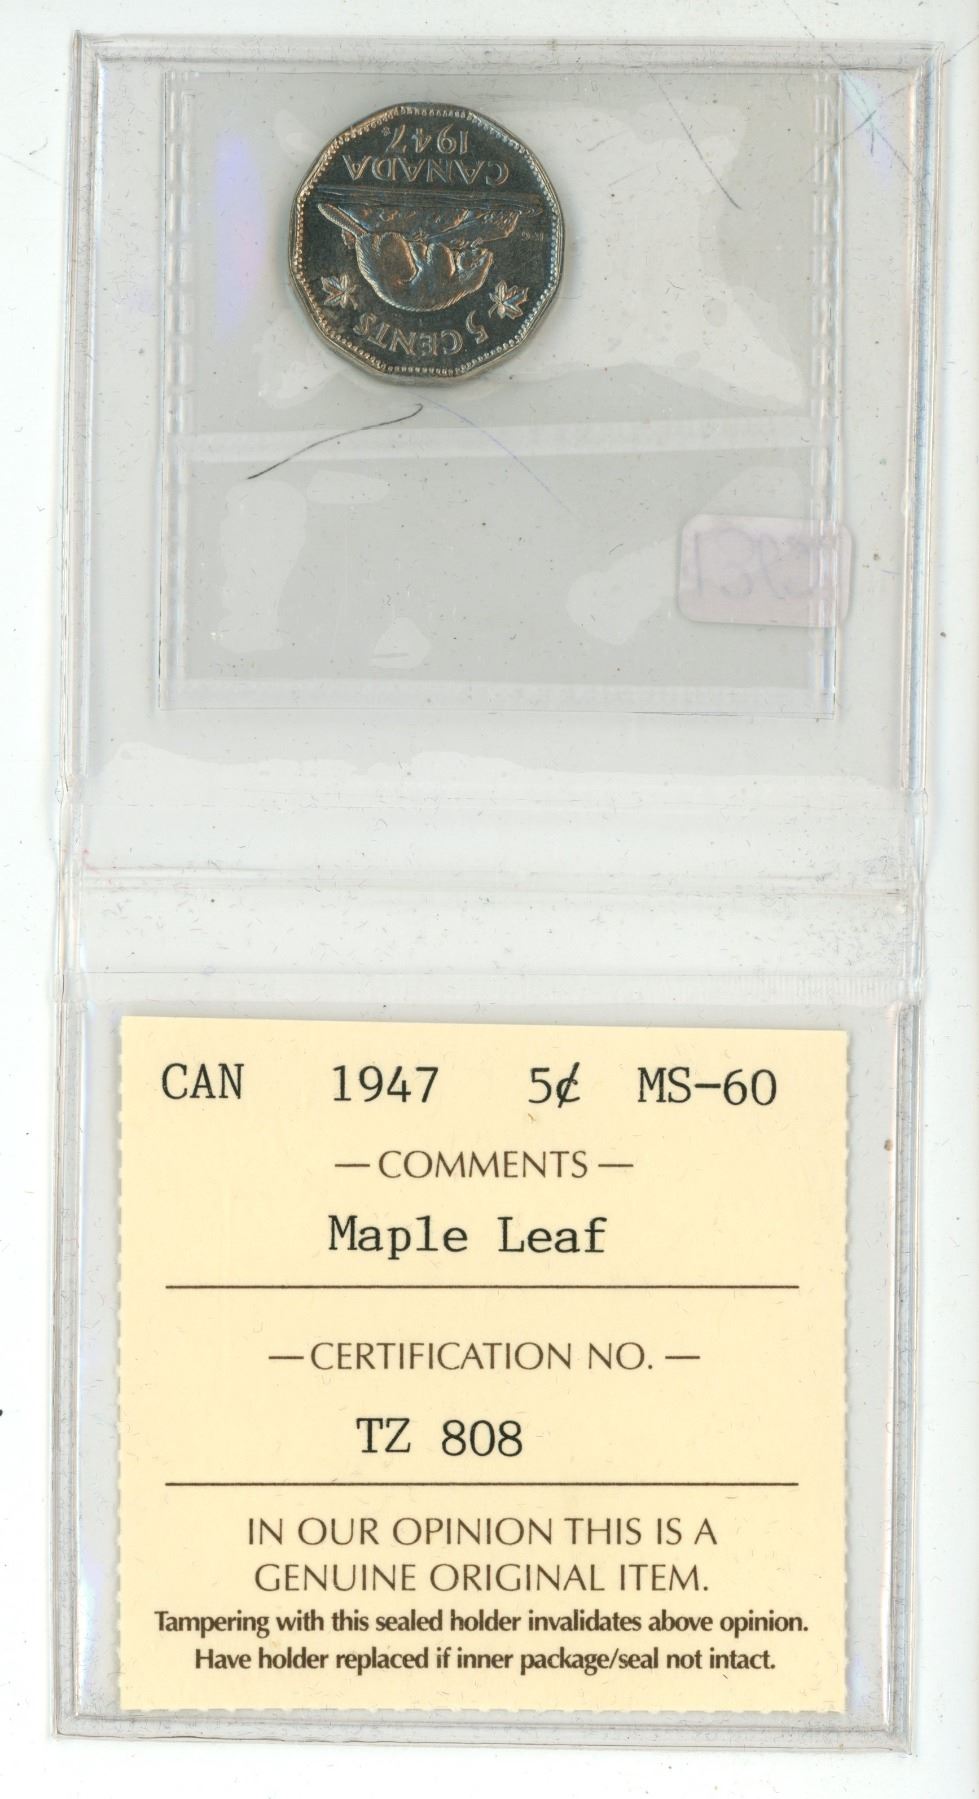 5 CENTS
K·G
CANADA
1947
CAN 1947 5¢ MS-60
— COMMENTS —
Maple Leaf
— CERTIFICATION NO. —
TZ 808
IN OUR OPINION THIS IS A
GENUINE ORIGINAL ITEM.
Tampering with this sealed holder invalidates above opinion.
Have holder replaced if inner package/seal not intact.